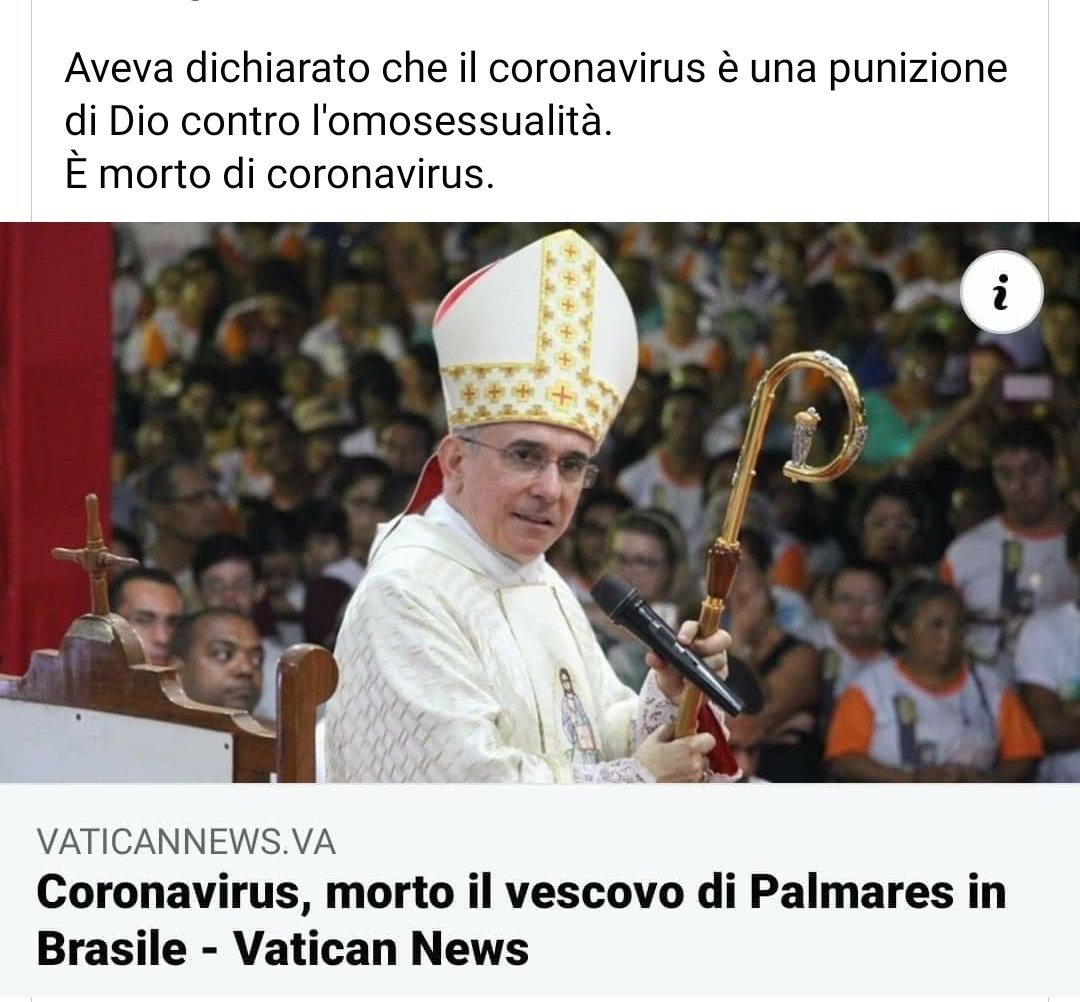 Aveva dichiarato che il coronavirus è una punizione
di Dio contro l'omosessualità.
È morto di coronavirus.
i
VATICANNEWS.VA
Coronavirus, morto il vescovo di Palmares in
Brasile - Vatican News